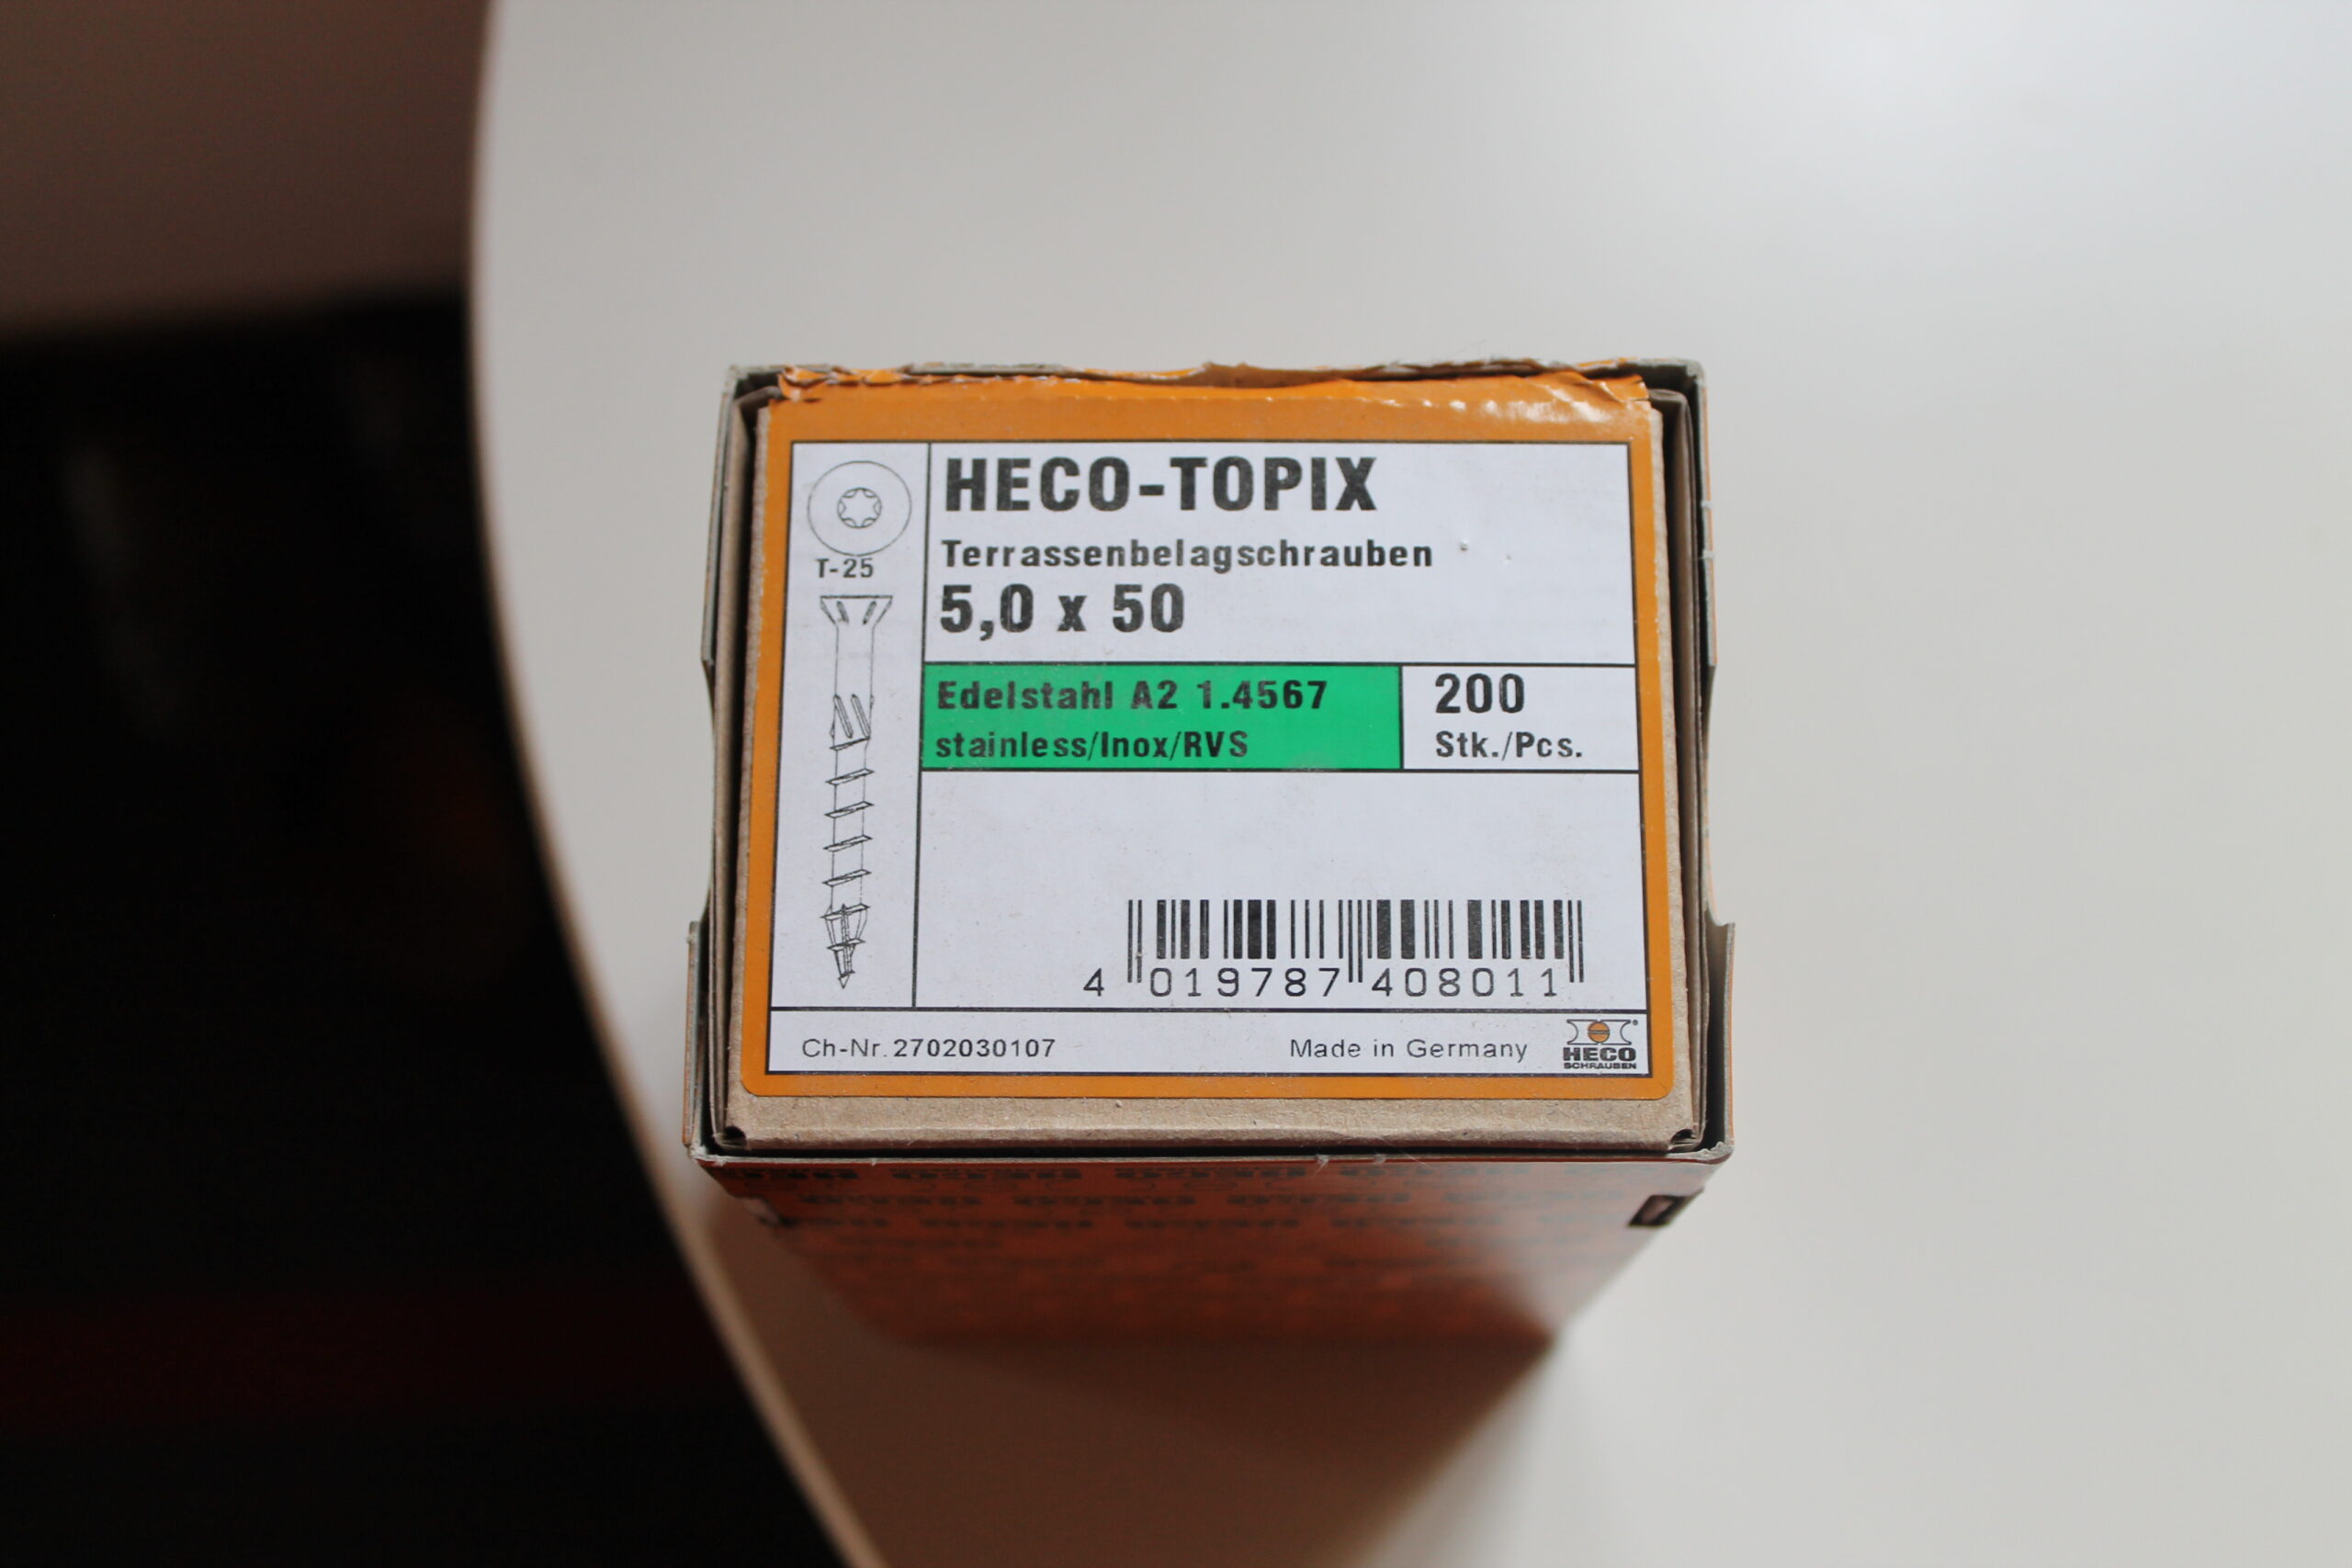 HECO-TOPIX
T-25
Terrassenbelagschrauben
5,0 x 50
Edelstahl A2 1.4567
stainless/Inox/RVS
200
Stk./Pcs.
4 019787 408011
Ch-Nr. 2702030107
Made in Germany
HECO
SCHRAUBEN